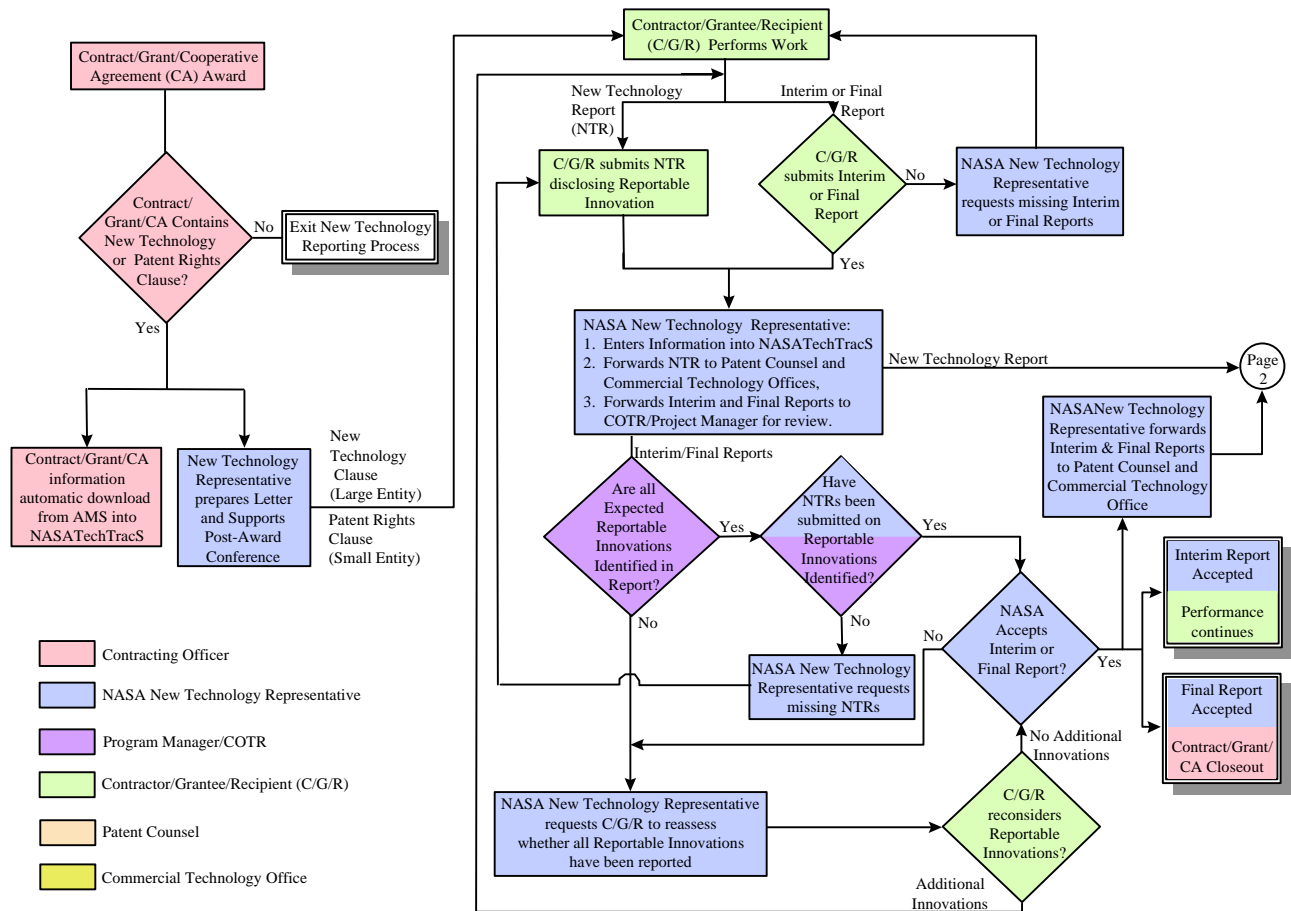 Contract/Grant/Cooperative
Agreement (CA) Award
Contract/
Grant/CA Contains
New Technology
or Patent Rights
Clause?
No
Exit New Technology
Reporting Process
Yes
Contract/Grant/CA
information
automatic download
from AMS into
NASATechTracS
New Technology
Representative
prepares Letter
and Supports
Post-Award
Conference
New
Technology
Clause
(Large Entity)
Patent Rights
Clause
(Small Entity)
Contractor/Grantee/Recipient
(C/G/R) Performs Work
New Technology
Report
(NTR)
Interim or Final
Report
C/G/R submits NTR
disclosing Reportable
Innovation
C/G/R
submits Interim
or Final
Report
No
NASA New Technology
Representative
requests missing Interim
or Final Reports
Yes
NASA New Technology Representative:
1. Enters Information into NASATechTracS
2. Forwards NTR to Patent Counsel and
Commercial Technology Offices,
3. Forwards Interim and Final Reports to
COTR/Project Manager for review.
New Technology Report
Page
2
Interim/Final Reports
Are all
Expected
Reportable
Innovations
Identified in
Report?
Yes
Have
NTRs been
submitted on
Reportable
Innovations
Identified?
Yes
No
No
NASA New Technology
Representative requests
missing NTRs
NASANew Technology
Representative forwards
Interim & Final Reports
to Patent Counsel and
Commercial Technology
Office
NASA
Accepts
Interim or
Final Report?
No
Yes
Interim Report
Accepted
Performance
continues
Final Report
Accepted
Contract/Grant/
CA Closeout
No Additional
Innovations
NASA New Technology Representative
requests C/G/R to reassess
whether all Reportable Innovations
have been reported
C/G/R
reconsiders
Reportable
Innovations?
Additional
Innovations
Contracting Officer
NASA New Technology Representative
Program Manager/COTR
Contractor/Grantee/Recipient (C/G/R)
Patent Counsel
Commercial Technology Office